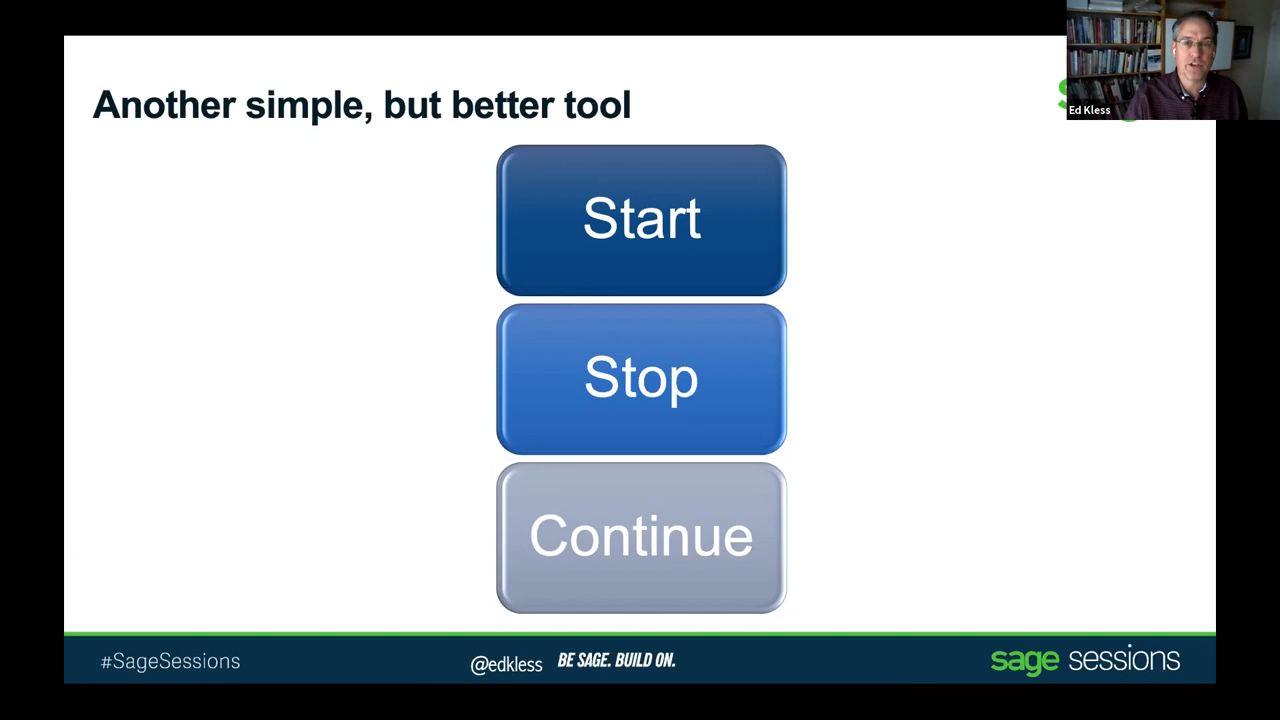 Another simple, but better tool
Ed Kless
Start
Stop
Continue
#SageSessions
@edkless
BE SAGE. BUILD ON.
sage sessions